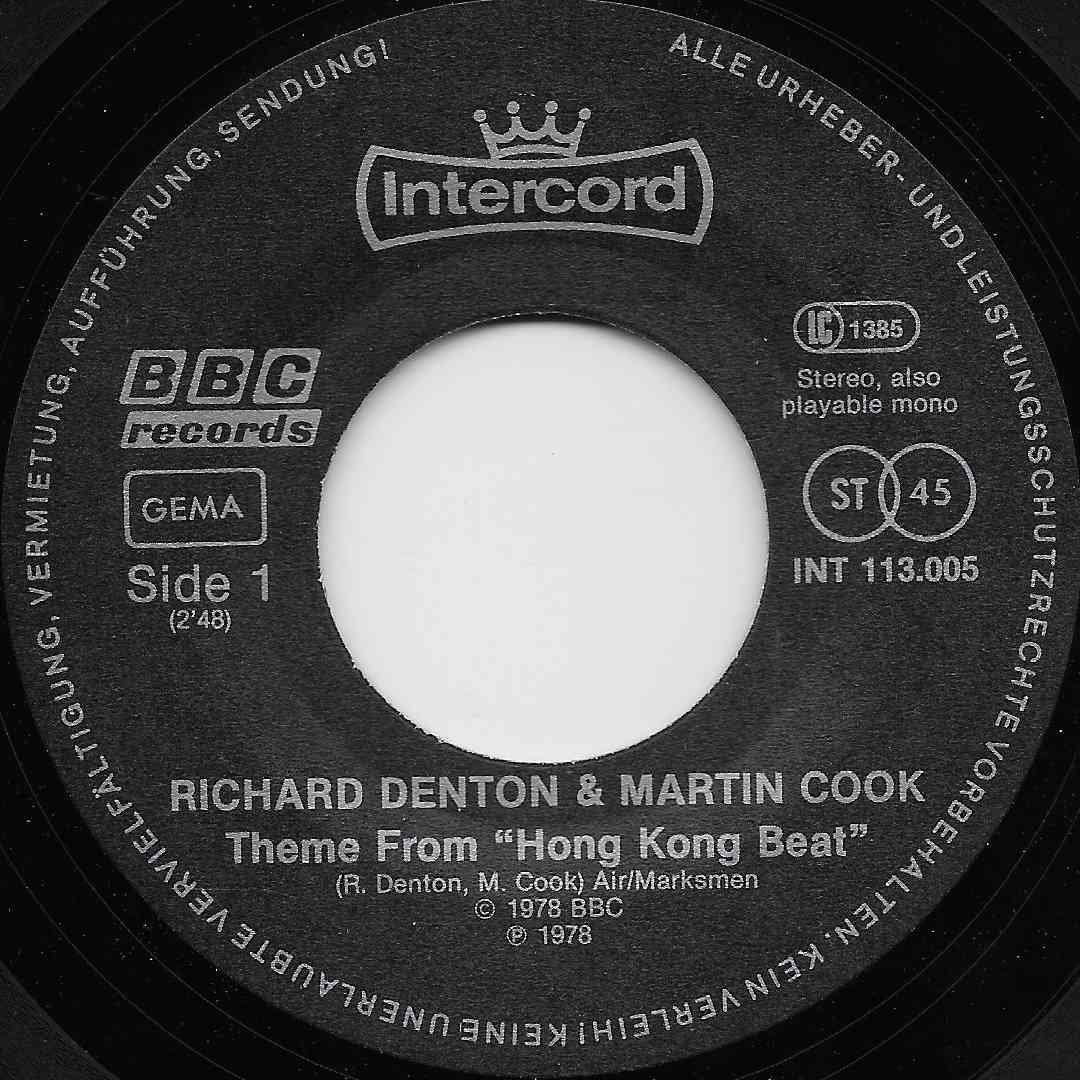 ALLE URHEBER- UND LEISTUNGSSCHUTZRECHTE VORBEHALTEN. KEIN VERLEIH! KEINE UNERLAUBTE VERVIELFÄLTIGUNG, VERMIETUNG, AUFFÜHRUNG, SENDUNG!
Intercord
BBC
records
GEMA
Side 1
(2'48)
LC 1385
Stereo, also
playable mono
ST 45
INT 113.005
RICHARD DENTON & MARTIN COOK
Theme From “Hong Kong Beat”
(R. Denton, M. Cook) Air/Marksmen
© 1978 BBC
℗ 1978